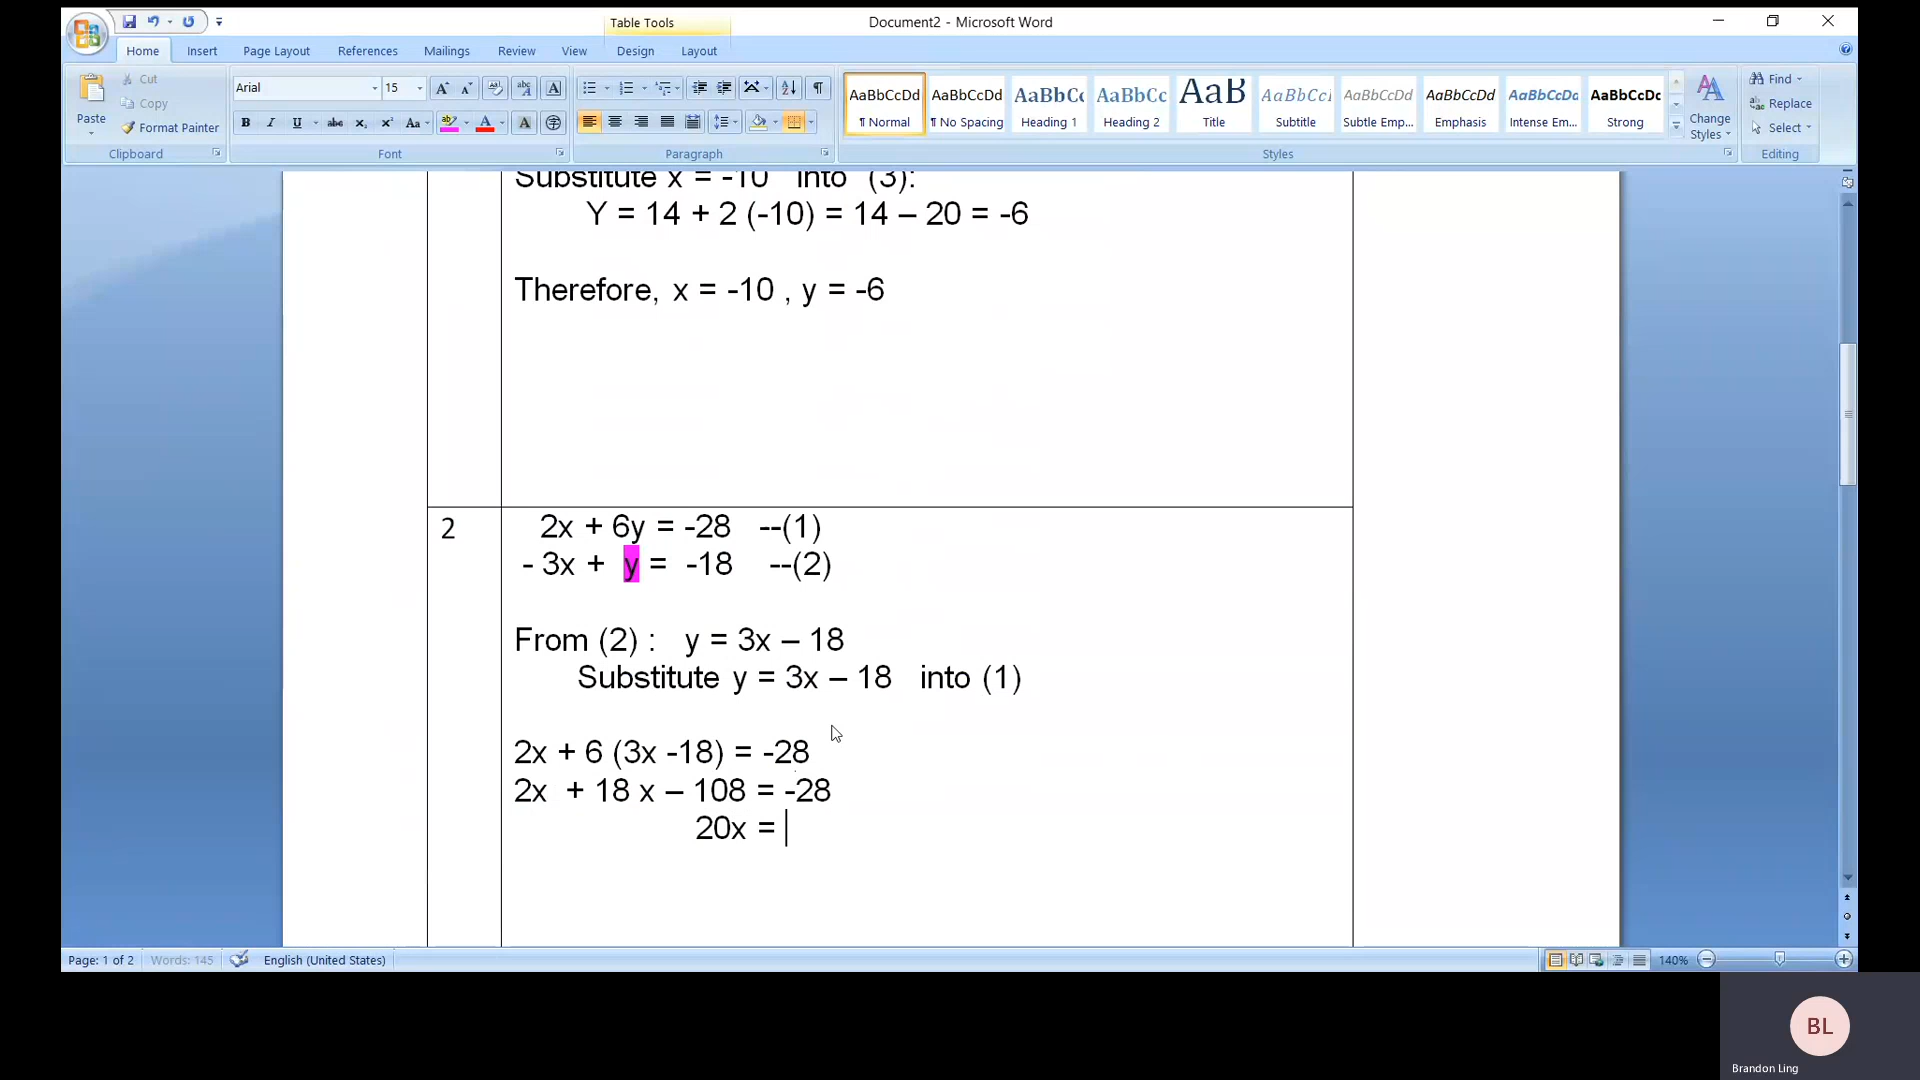 Table Tools
Document2 - Microsoft Word
Home Insert Page Layout References Mailings Review View Design Layout
Paste
Cut
Copy
Format Painter
Clipboard
Arial 15
Font
Paragraph
AaBbCcDd AaBbCcDd AaBbCc AaBbCc AaB AaBbCcI AaBbCcDd AaBbCcDd AaBbCcDd AaBbCcDc
¶ Normal ¶ No Spacing Heading 1 Heading 2 Title Subtitle Subtle Emp... Emphasis Intense Em... Strong
Change Styles
Styles
Find
Replace
Select
Editing
Substitute x = -10 into (3):
Y = 14 + 2 (-10) = 14 – 20 = -6
Therefore, x = -10 , y = -6
2
2x + 6y = -28 --(1)
- 3x + y = -18 --(2)
From (2) : y = 3x – 18
Substitute y = 3x – 18 into (1)
2x + 6 (3x -18) = -28
2x + 18 x – 108 = -28
20x =
Page: 1 of 2 Words: 145 English (United States) 140%
BL
Brandon Ling